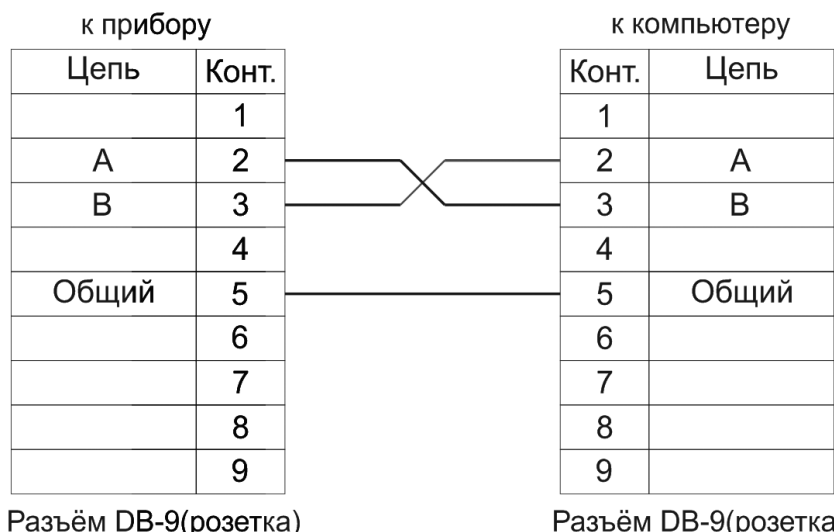 к прибору
Цепь Конт.
1
А 2
В 3
4
Общий 5
6
7
8
9
Разъём DB-9(розетка)
к компьютеру
Конт. Цепь
1
2 А
3 В
4
5 Общий
6
7
8
9
Разъём DB-9(розетка